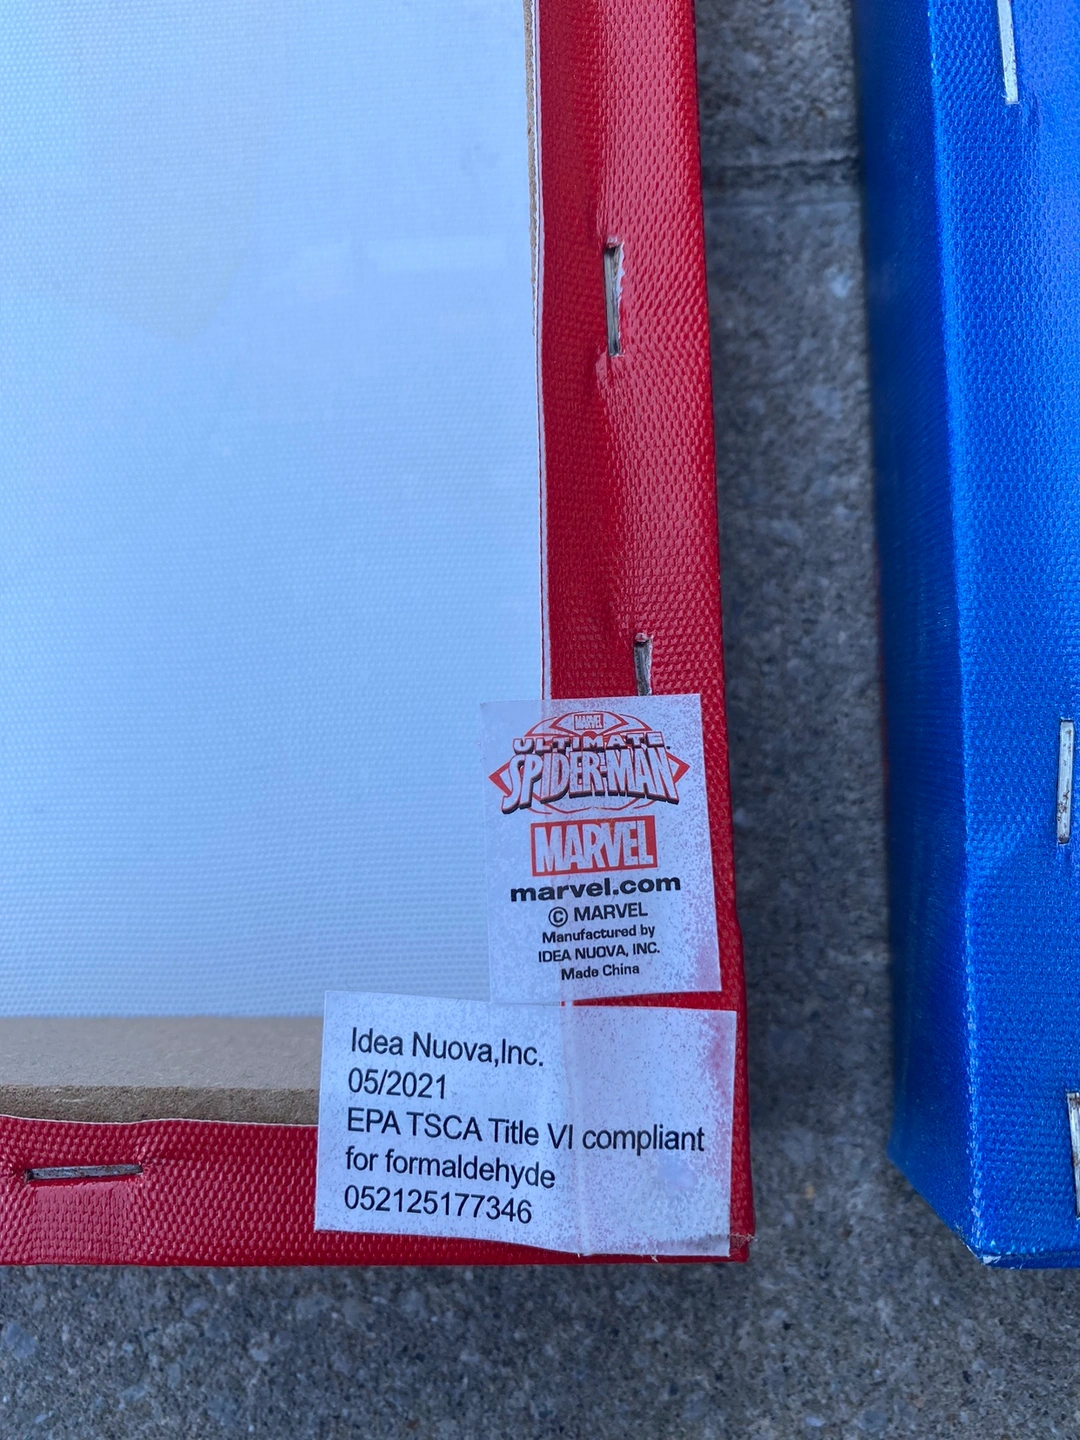 MARVEL
ULTIMATE
SPIDER-MAN
MARVEL
marvel.com
© MARVEL
Manufactured by
IDEA NUOVA, INC.
Made China
Idea Nuova,Inc.
05/2021
EPA TSCA Title VI compliant
for formaldehyde
052125177346